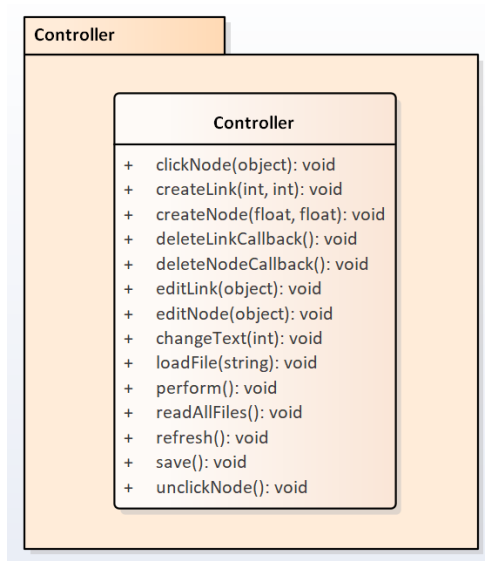 Controller
Controller
+ clickNode(object): void
+ createLink(int, int): void
+ createNode(float, float): void
+ deleteLinkCallback(): void
+ deleteNodeCallback(): void
+ editLink(object): void
+ editNode(object): void
+ changeText(int): void
+ loadFile(string): void
+ perform(): void
+ readAllFiles(): void
+ refresh(): void
+ save(): void
+ unclickNode(): void